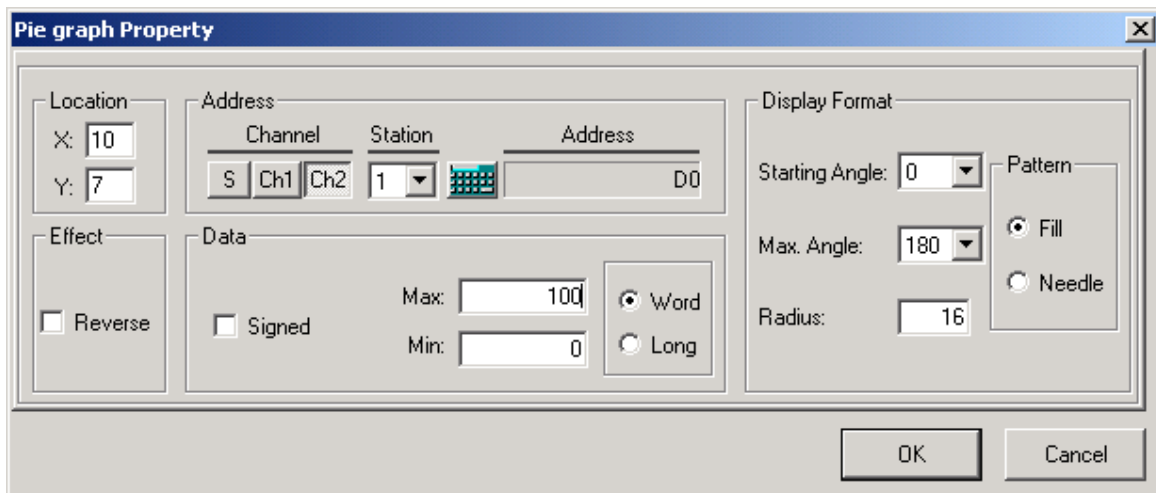 Pie graph Property
Location
X: 10
Y: 7
Address
Channel Station Address
S Ch1 Ch2 1 D0
Effect
Reverse
Data
Signed
Max: 100
Min: 0
Word
Long
Display Format
Starting Angle: 0
Max. Angle: 180
Radius: 16
Pattern
Fill
Needle
OK Cancel